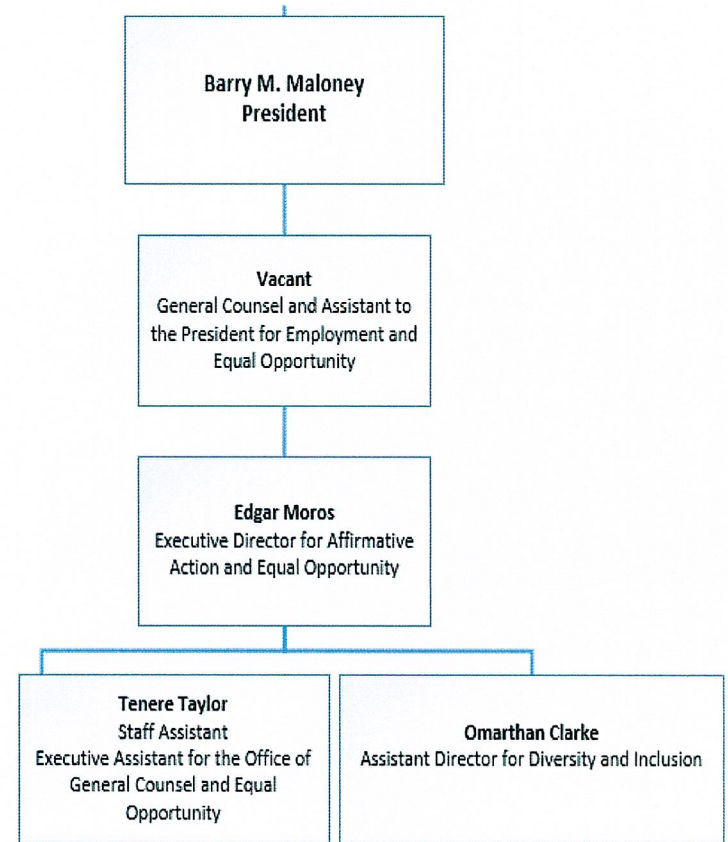 Barry M. Maloney
President
Vacant
General Counsel and Assistant to
the President for Employment and
Equal Opportunity
Edgar Moros
Executive Director for Affirmative
Action and Equal Opportunity
Tenere Taylor
Staff Assistant
Executive Assistant for the Office of
General Counsel and Equal
Opportunity
Omarthan Clarke
Assistant Director for Diversity and Inclusion